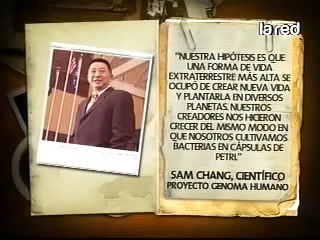 la red
"NUESTRA HIPÓTESIS ES QUE
UNA FORMA DE VIDA
EXTRATERRESTRE MÁS ALTA SE
OCUPÓ DE CREAR NUEVA VIDA
Y PLANTARLA EN DIVERSOS
PLANETAS. NUESTROS
CREADORES NOS HICIERON
CRECER DEL MISMO MODO EN
QUE NOSOTROS CULTIVAMOS
BACTERIAS EN CÁPSULAS DE
PETRI."
SAM CHANG, CIENTÍFICO
PROYECTO GENOMA HUMANO